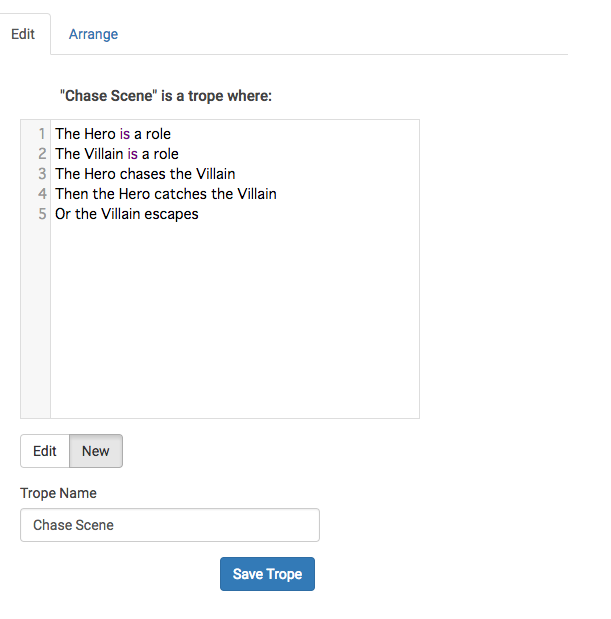 Edit Arrange
"Chase Scene" is a trope where:
1 The Hero is a role
2 The Villain is a role
3 The Hero chases the Villain
4 Then the Hero catches the Villain
5 Or the Villain escapes
Edit New
Trope Name
Chase Scene
Save Trope